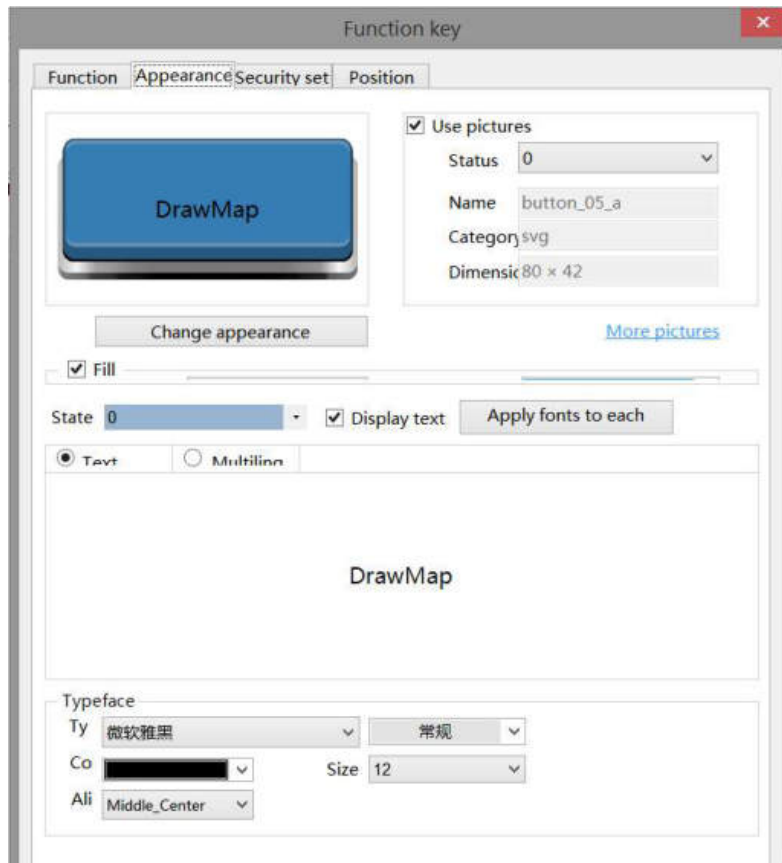 Function key
Function Appearance Security set Position
DrawMap
Use pictures
Status 0
Name button_05_a
Category svg
Dimensic 80 × 42
Change appearance
More pictures
Fill
State 0 Display text Apply fonts to each
Text Multiling
DrawMap
Typeface
Ty 微软雅黑 常规
Co Size 12
Ali Middle_Center